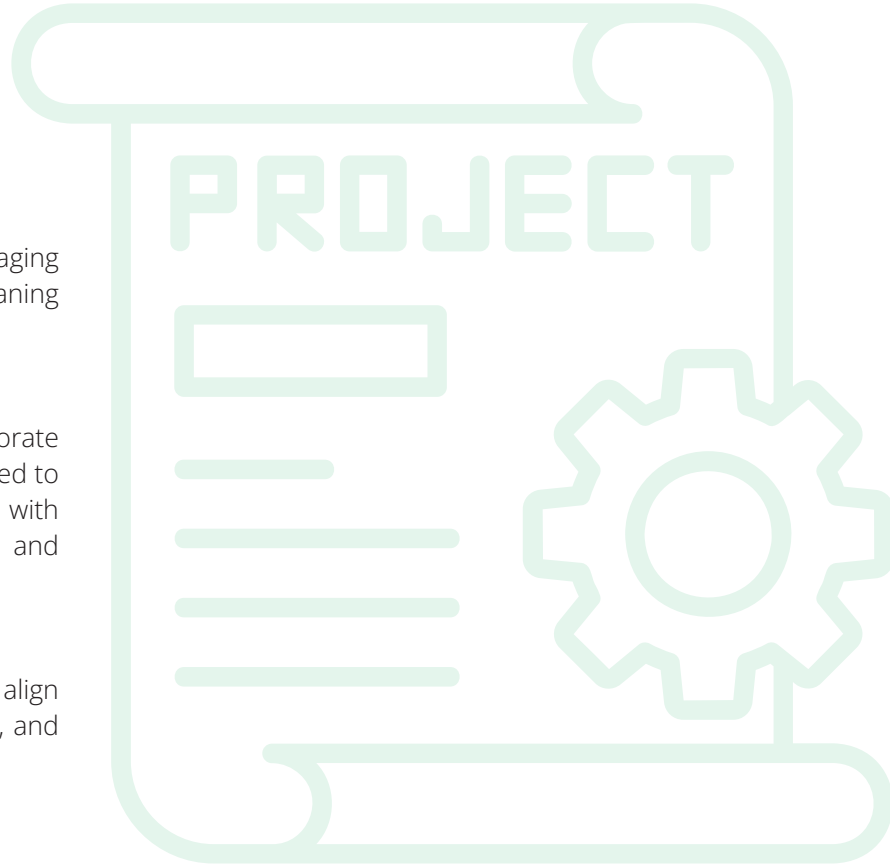 PROJECT
aging
aning
orate
ed to
with
and
align
, and